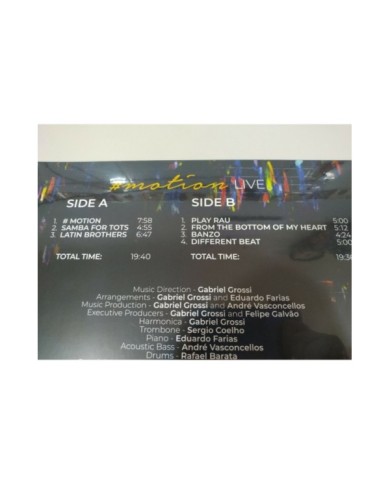 #motion LIVE
SIDE A
1. # MOTION 7:58
2. SAMBA FOR TOTS 4:55
3. LATIN BROTHERS 6:47
TOTAL TIME: 19:40
SIDE B
1. PLAY RAU 5:00
2. FROM THE BOTTOM OF MY HEART 5:12
3. BANZO 4:24
4. DIFFERENT BEAT 5:00
TOTAL TIME: 19:36
Music Direction - Gabriel Grossi
Arrangements - Gabriel Grossi and Eduardo Farias
Music Production - Gabriel Grossi and André Vasconcellos
Executive Producers - Gabriel Grossi and Felipe Galvão
Harmonica - Gabriel Grossi
Trombone - Sergio Coelho
Piano - Eduardo Farias
Acoustic Bass - André Vasconcellos
Drums - Rafael Barata